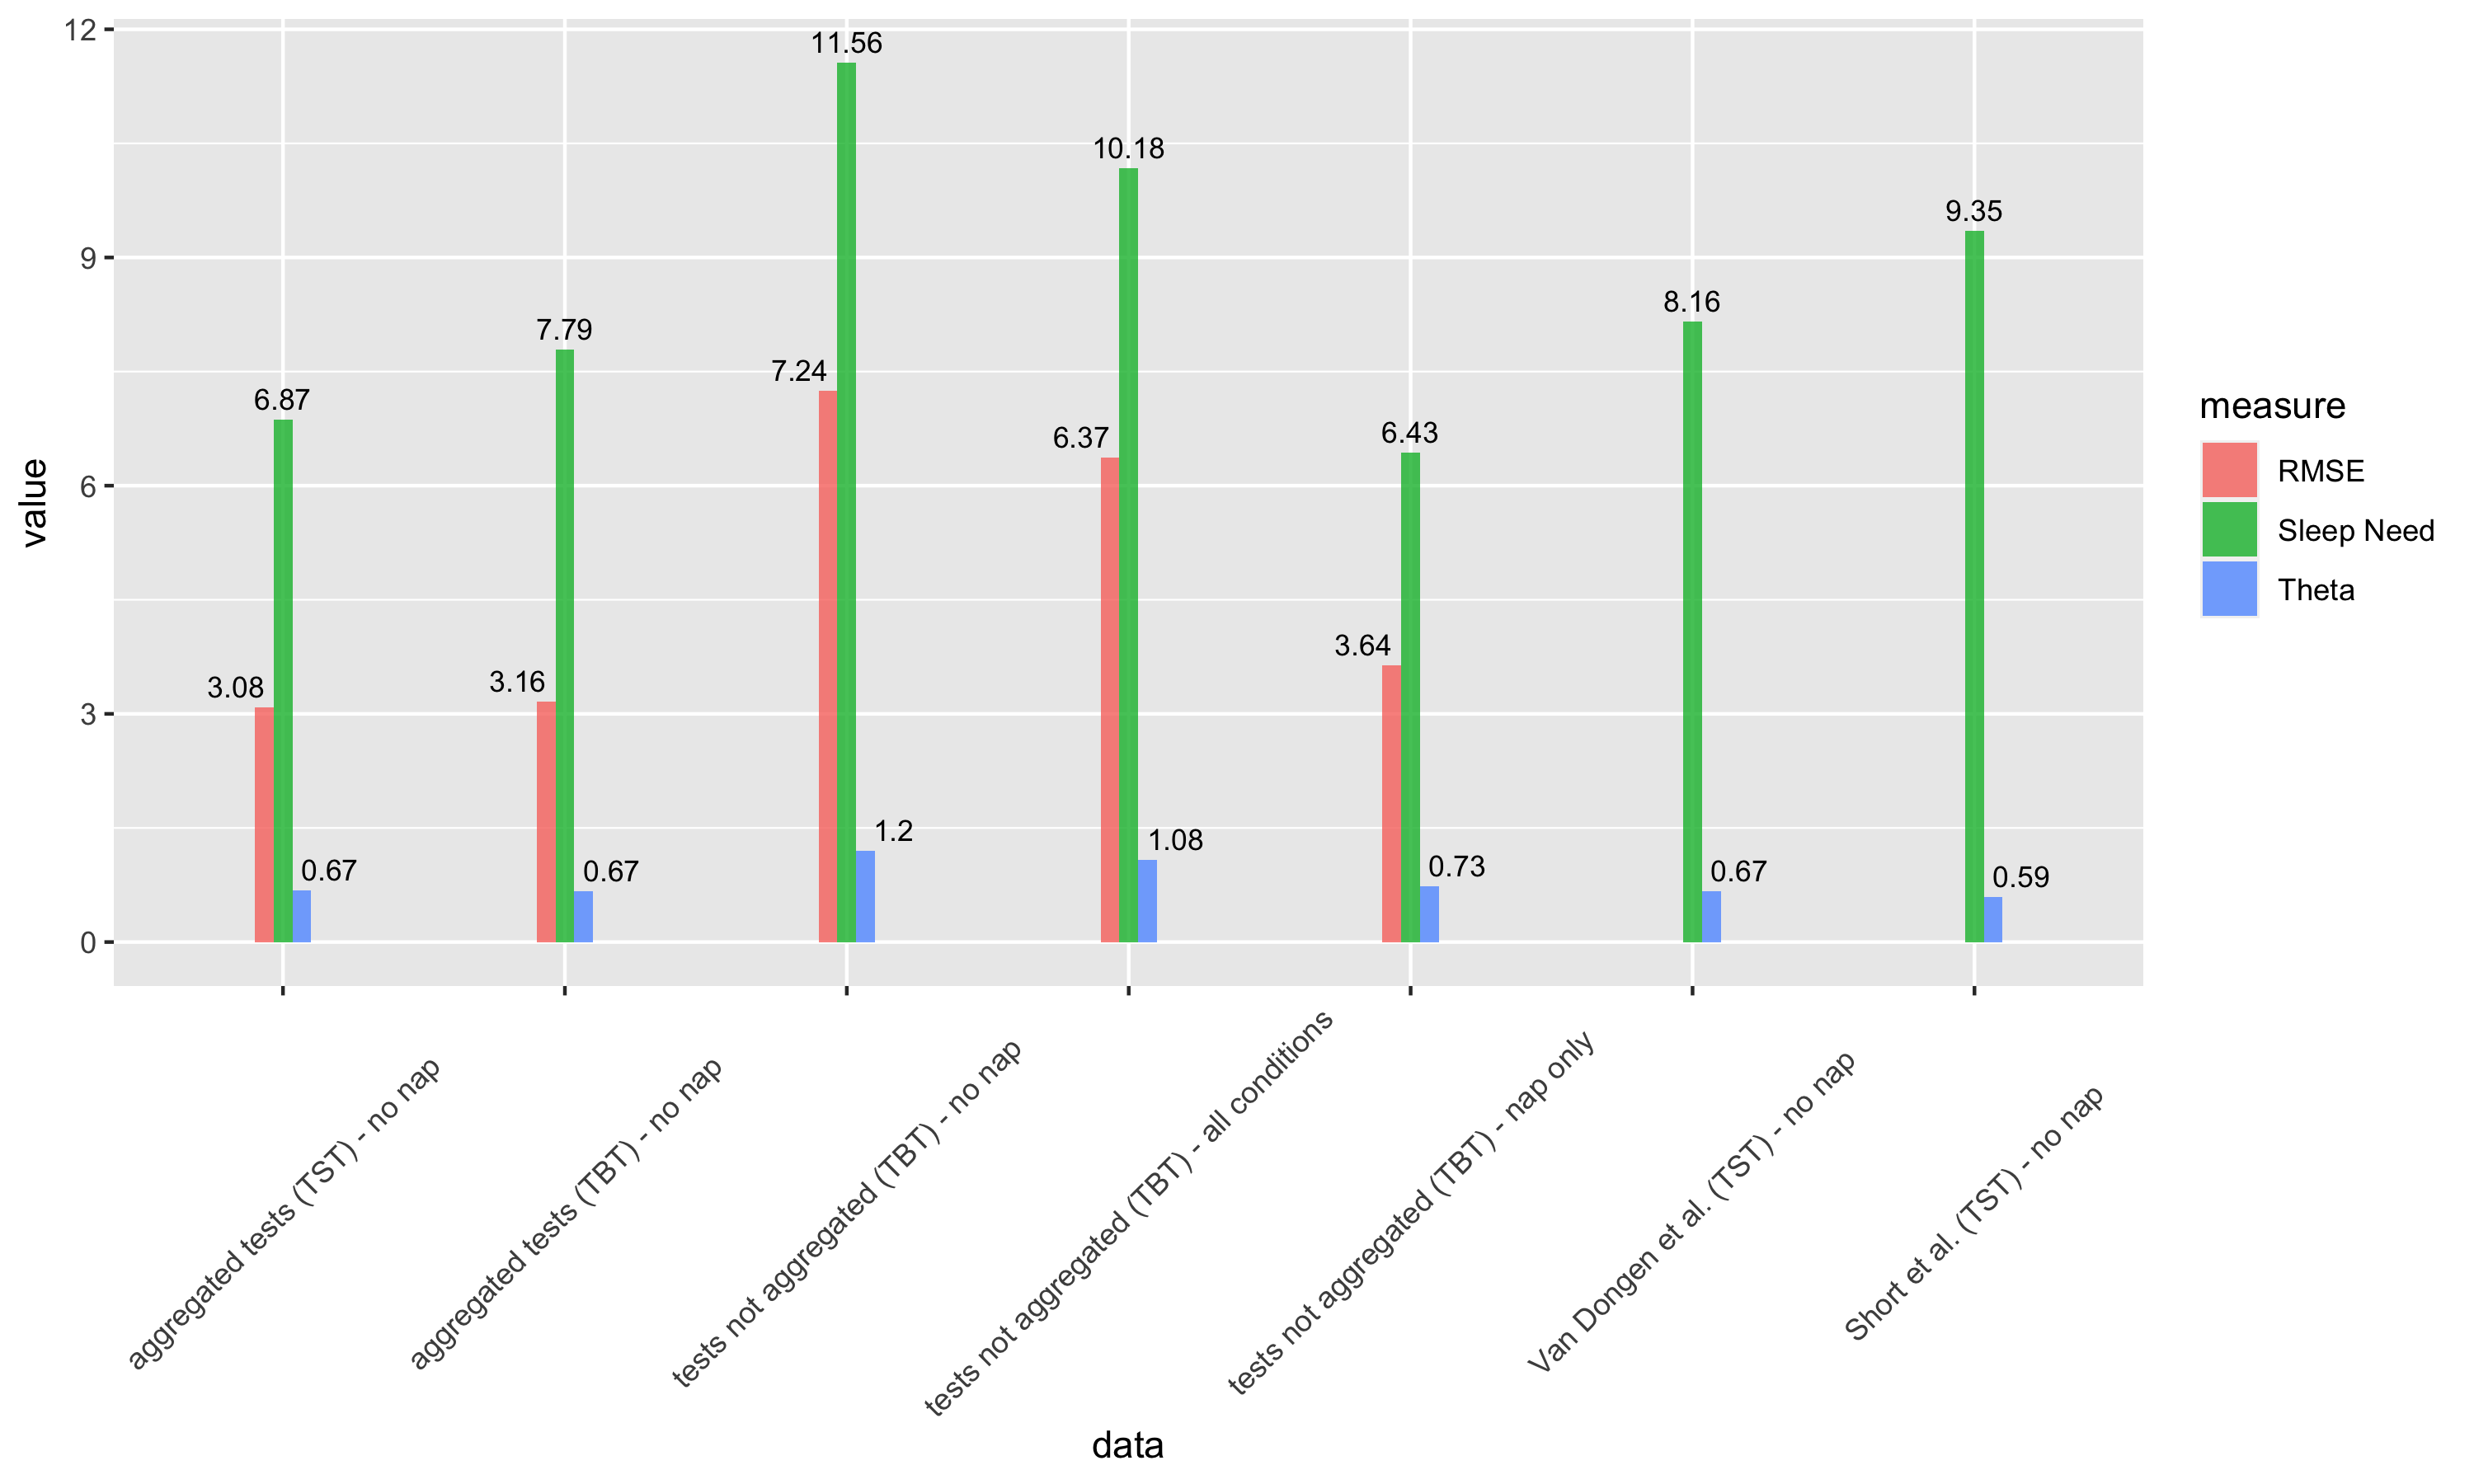 value
12
9
6
3
0
6.87
3.08
0.67
7.79
3.16
0.67
11.56
7.24
1.2
10.18
6.37
1.08
6.43
3.64
0.73
8.16
0.67
9.35
0.59
aggregated tests (TST) - no nap
aggregated tests (TBT) - no nap
tests not aggregated (TBT) - no nap
tests not aggregated (TBT) - all conditions
tests not aggregated (TBT) - nap only
Van Dongen et al. (TST) - no nap
Short et al. (TST) - no nap
data
measure
RMSE
Sleep Need
Theta